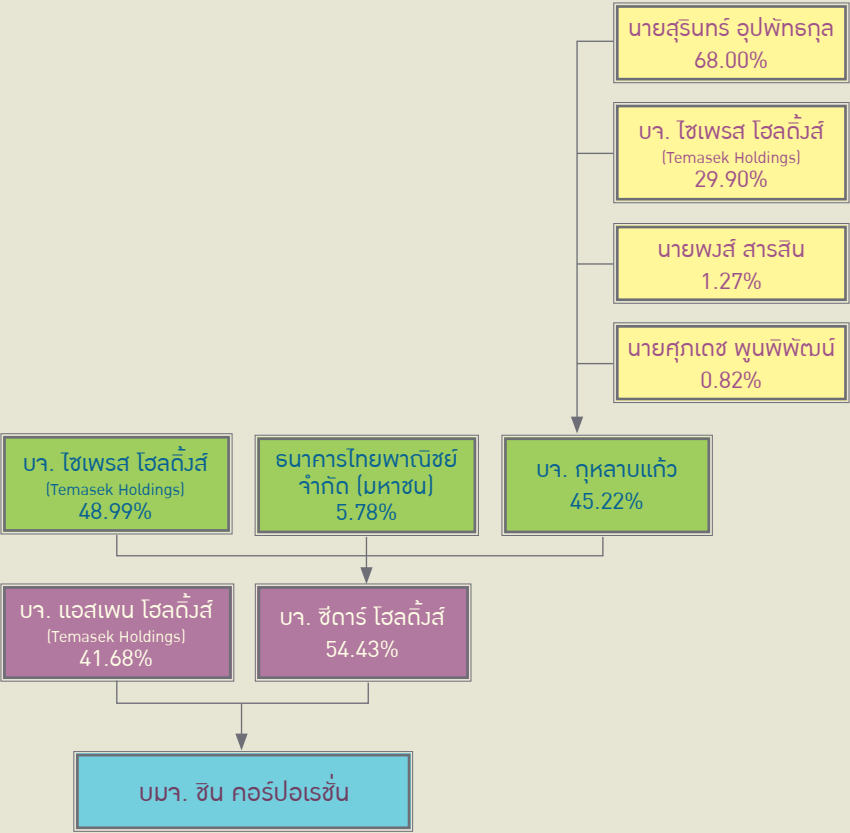 นายสุรินทร์ อุปพัทธกุล
68.00%
บจ. ไซเพรส โฮลดิ้งส์
(Temasek Holdings)
29.90%
นายพงส์ สารสิน
1.27%
นายศุภเดช พูนพิพัฒน์
0.82%
บจ. ไซเพรส โฮลดิ้งส์
(Temasek Holdings)
48.99%
ธนาคารไทยพาณิชย์
จำกัด (มหาชน)
5.78%
บจ. กุหลาบแก้ว
45.22%
บจ. แอสเพน โฮลดิ้งส์
(Temasek Holdings)
41.68%
บจ. ซีดาร์ โฮลดิ้งส์
54.43%
บมจ. ชิน คอร์ปอเรชั่น